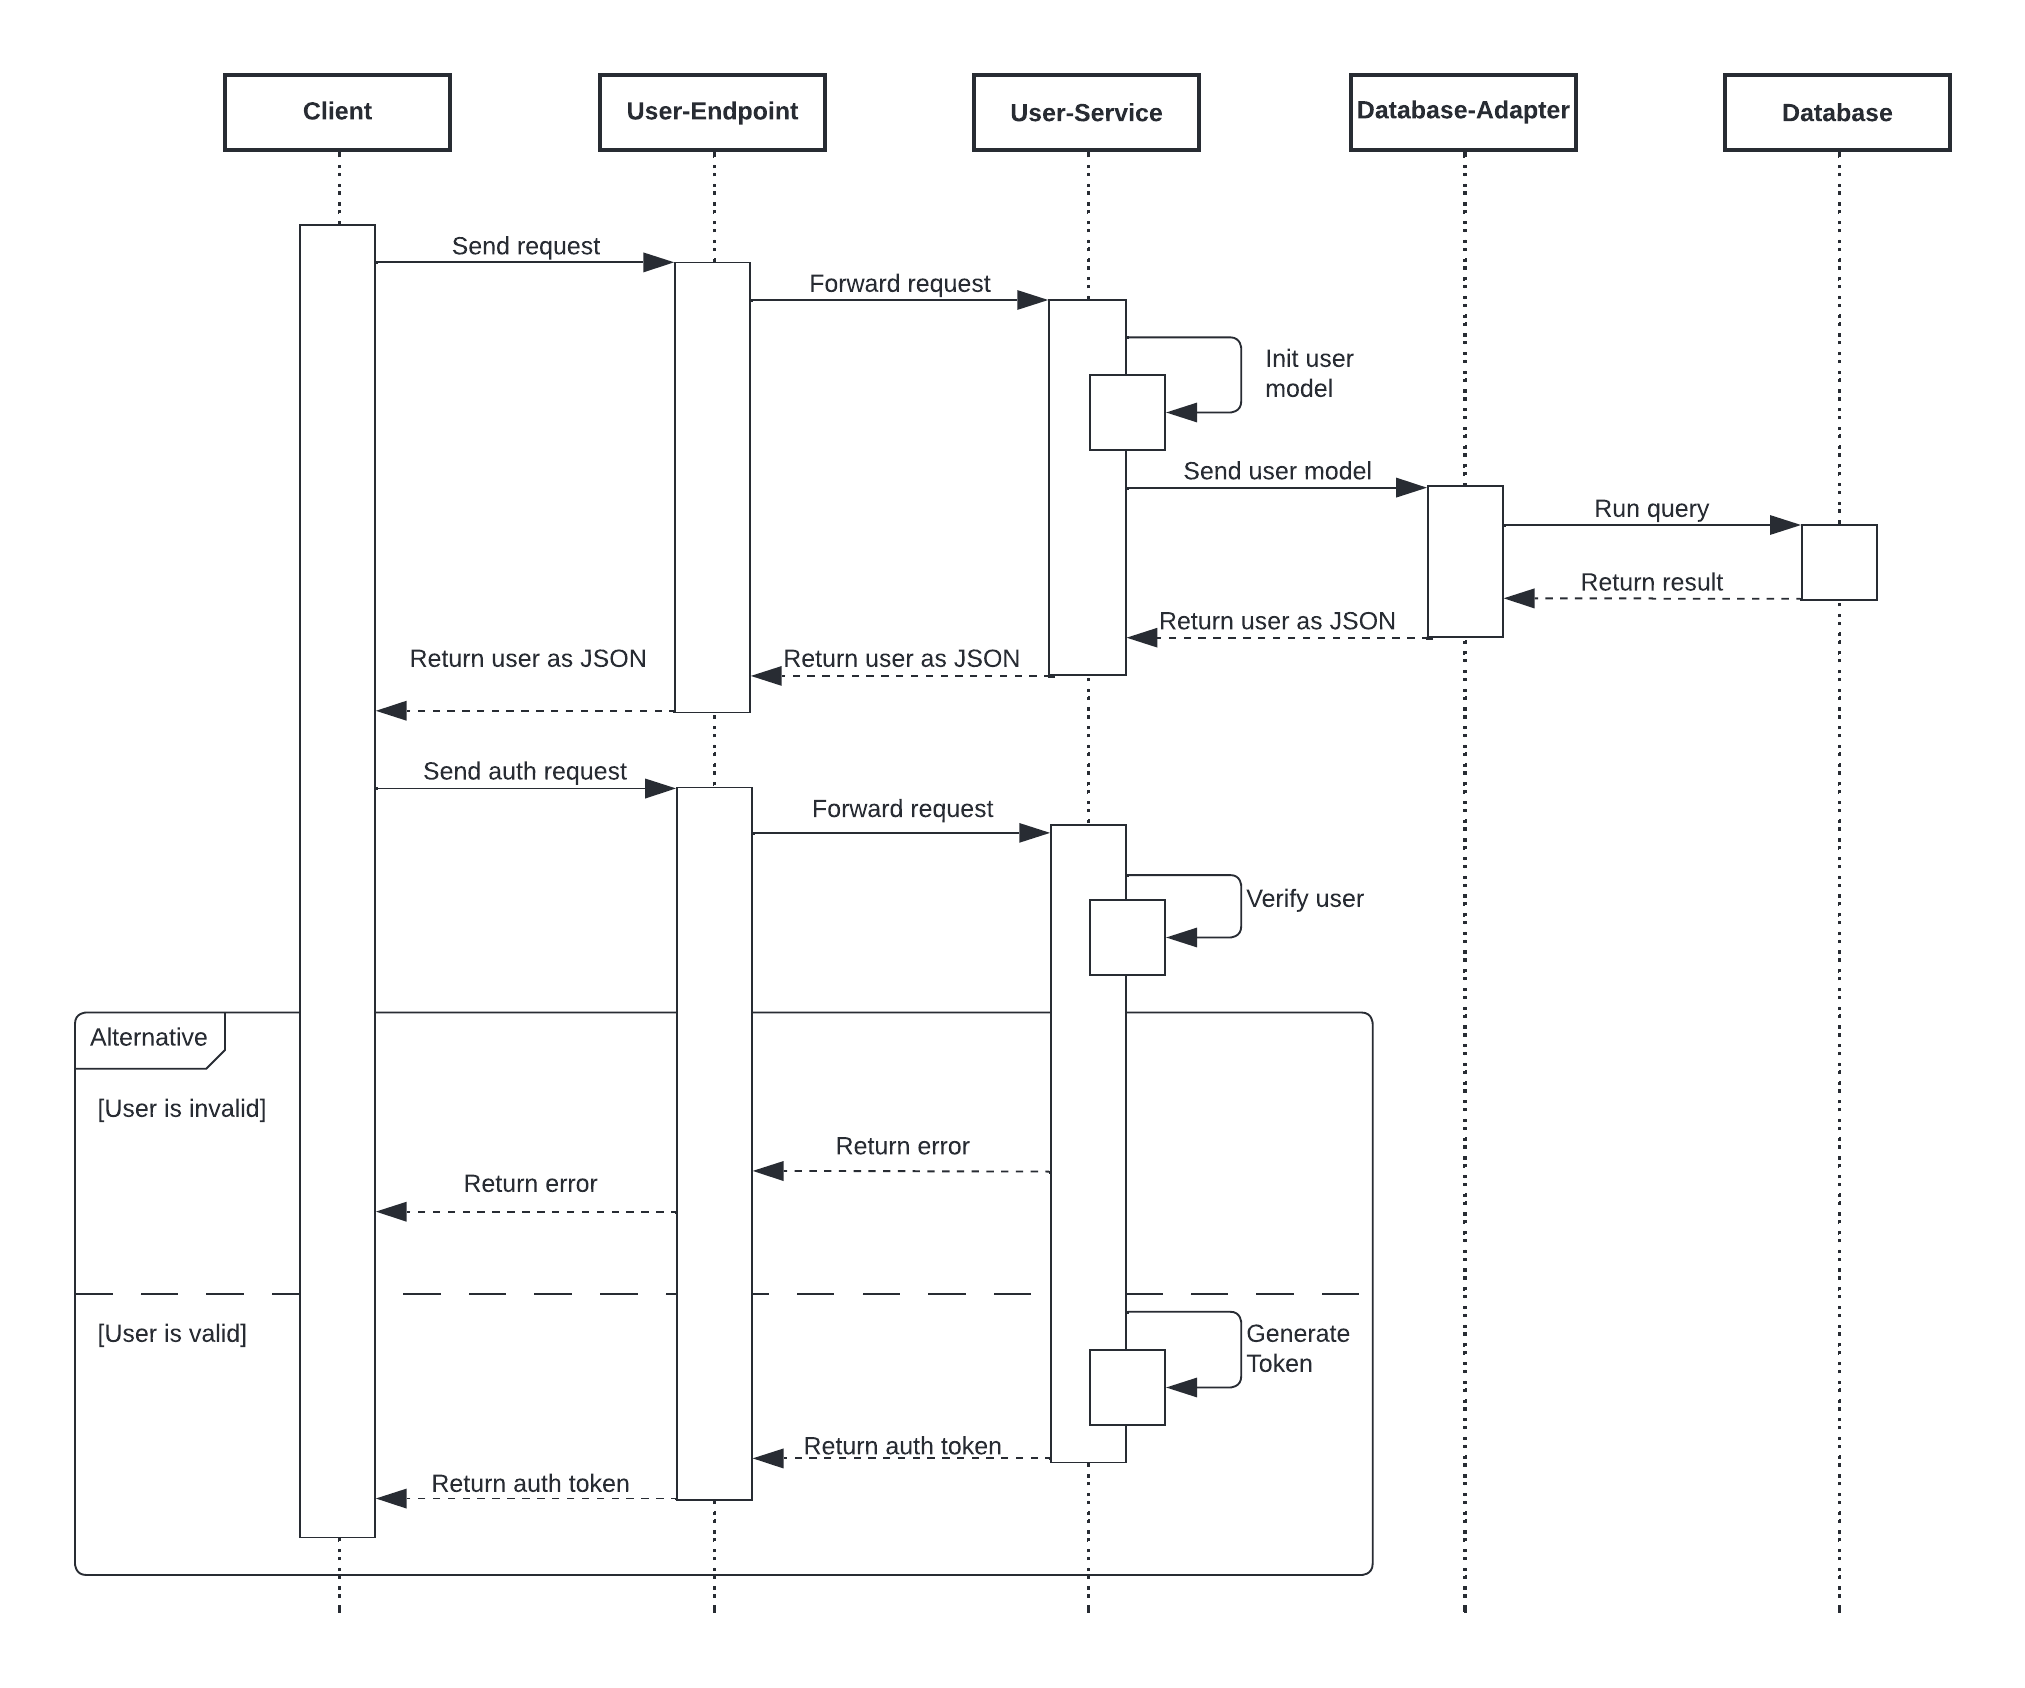 Client
User-Endpoint
User-Service
Database-Adapter
Database
Send request
Forward request
Init user
model
Send user model
Run query
Return result
Return user as JSON
Return user as JSON
Return user as JSON
Send auth request
Forward request
Verify user
Alternative
[User is invalid]
Return error
Return error
[User is valid]
Generate
Token
Return auth token
Return auth token